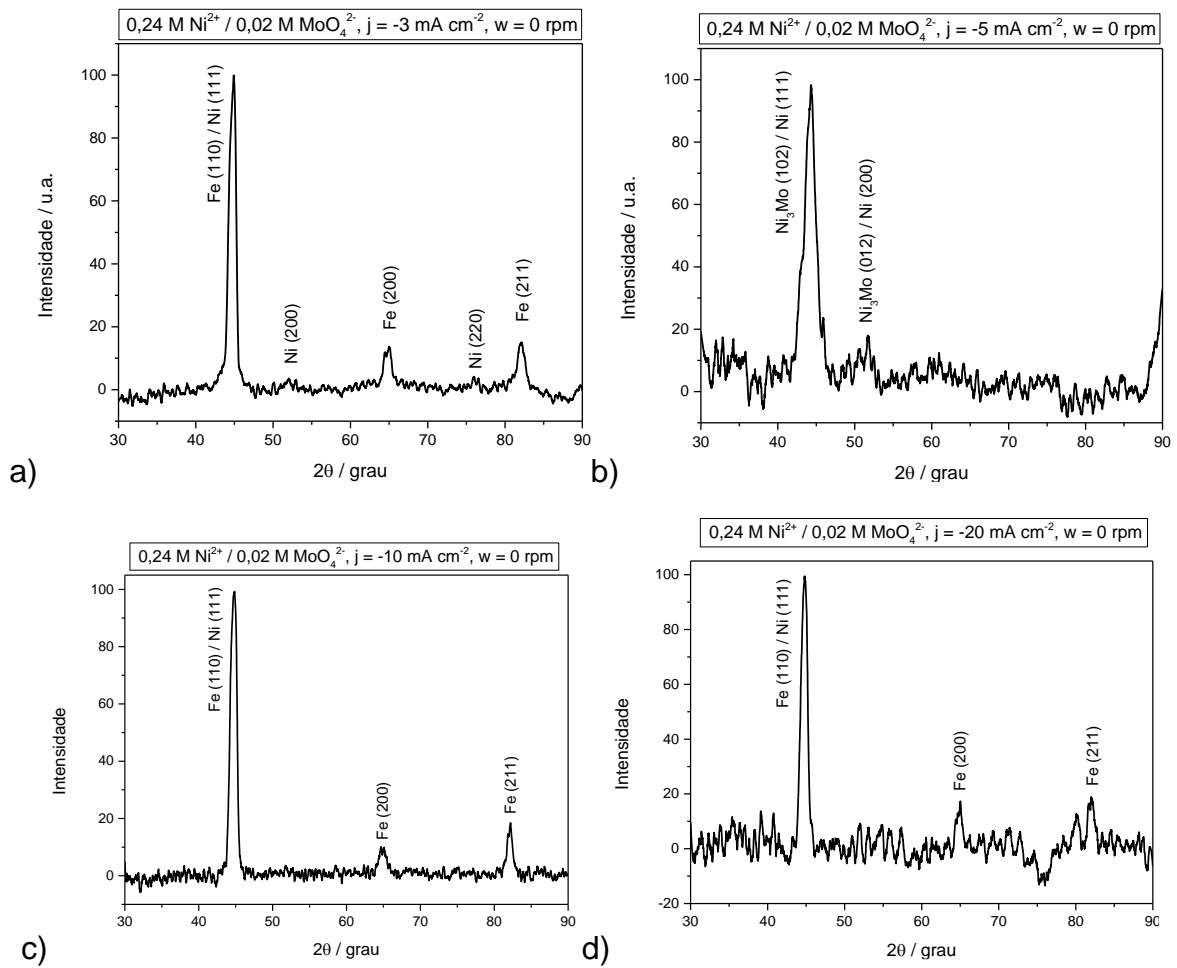 0,24 M Ni²⁺ / 0,02 M MoO₄²⁻, j = -3 mA cm⁻², w = 0 rpm
Intensidade / u.a.
100
80
60
40
20
0
Fe (110) / Ni (111)
Ni (200)
Fe (200)
Ni (220)
Fe (211)
30 40 50 60 70 80 90
2θ / grau
a)
0,24 M Ni²⁺ / 0,02 M MoO₄²⁻, j = -5 mA cm⁻², w = 0 rpm
Intensidade / u.a.
100
80
60
40
20
0
Ni₃Mo (102) / Ni (111)
Ni₃Mo (012) / Ni (200)
30 40 50 60 70 80 90
2θ / grau
b)
0,24 M Ni²⁺ / 0,02 M MoO₄²⁻, j = -10 mA cm⁻², w = 0 rpm
Intensidade
100
80
60
40
20
0
Fe (110) / Ni (111)
Fe (200)
Fe (211)
30 40 50 60 70 80 90
2θ / grau
c)
0,24 M Ni²⁺ / 0,02 M MoO₄²⁻, j = -20 mA cm⁻², w = 0 rpm
Intensidade
100
80
60
40
20
0
-20
Fe (110) / Ni (111)
Fe (200)
Fe (211)
30 40 50 60 70 80 90
2θ / grau
d)